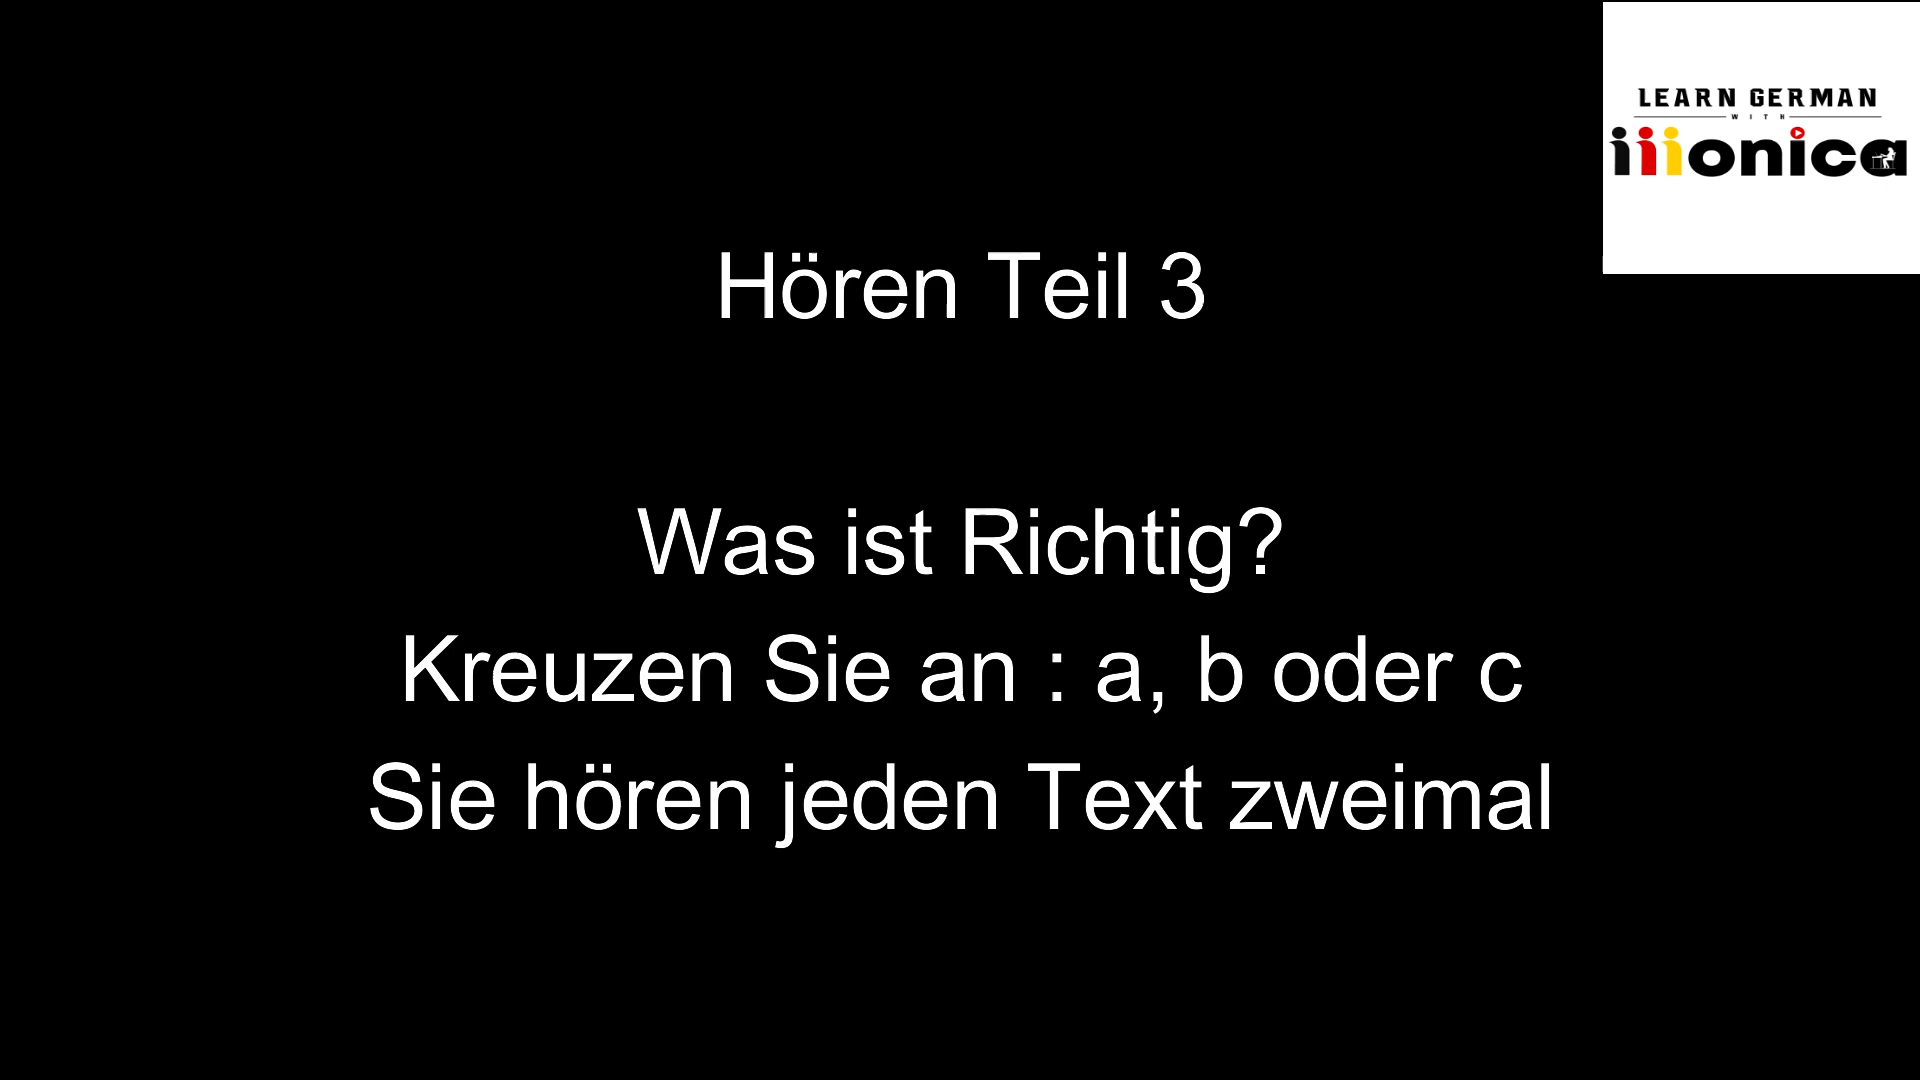 LEARN GERMAN
WITH
monica
Hören Teil 3
Was ist Richtig?
Kreuzen Sie an : a, b oder c
Sie hören jeden Text zweimal